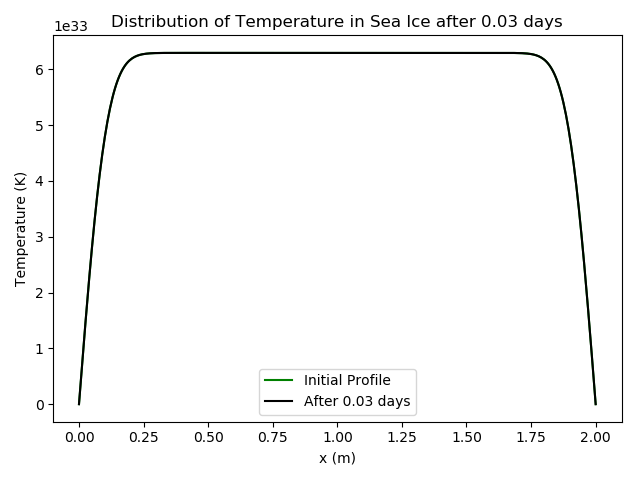 Distribution of Temperature in Sea Ice after 0.03 days
1e33
6
5
4
3
2
1
0
Temperature (K)
Initial Profile
After 0.03 days
0.00 0.25 0.50 0.75 1.00 1.25 1.50 1.75 2.00
x (m)